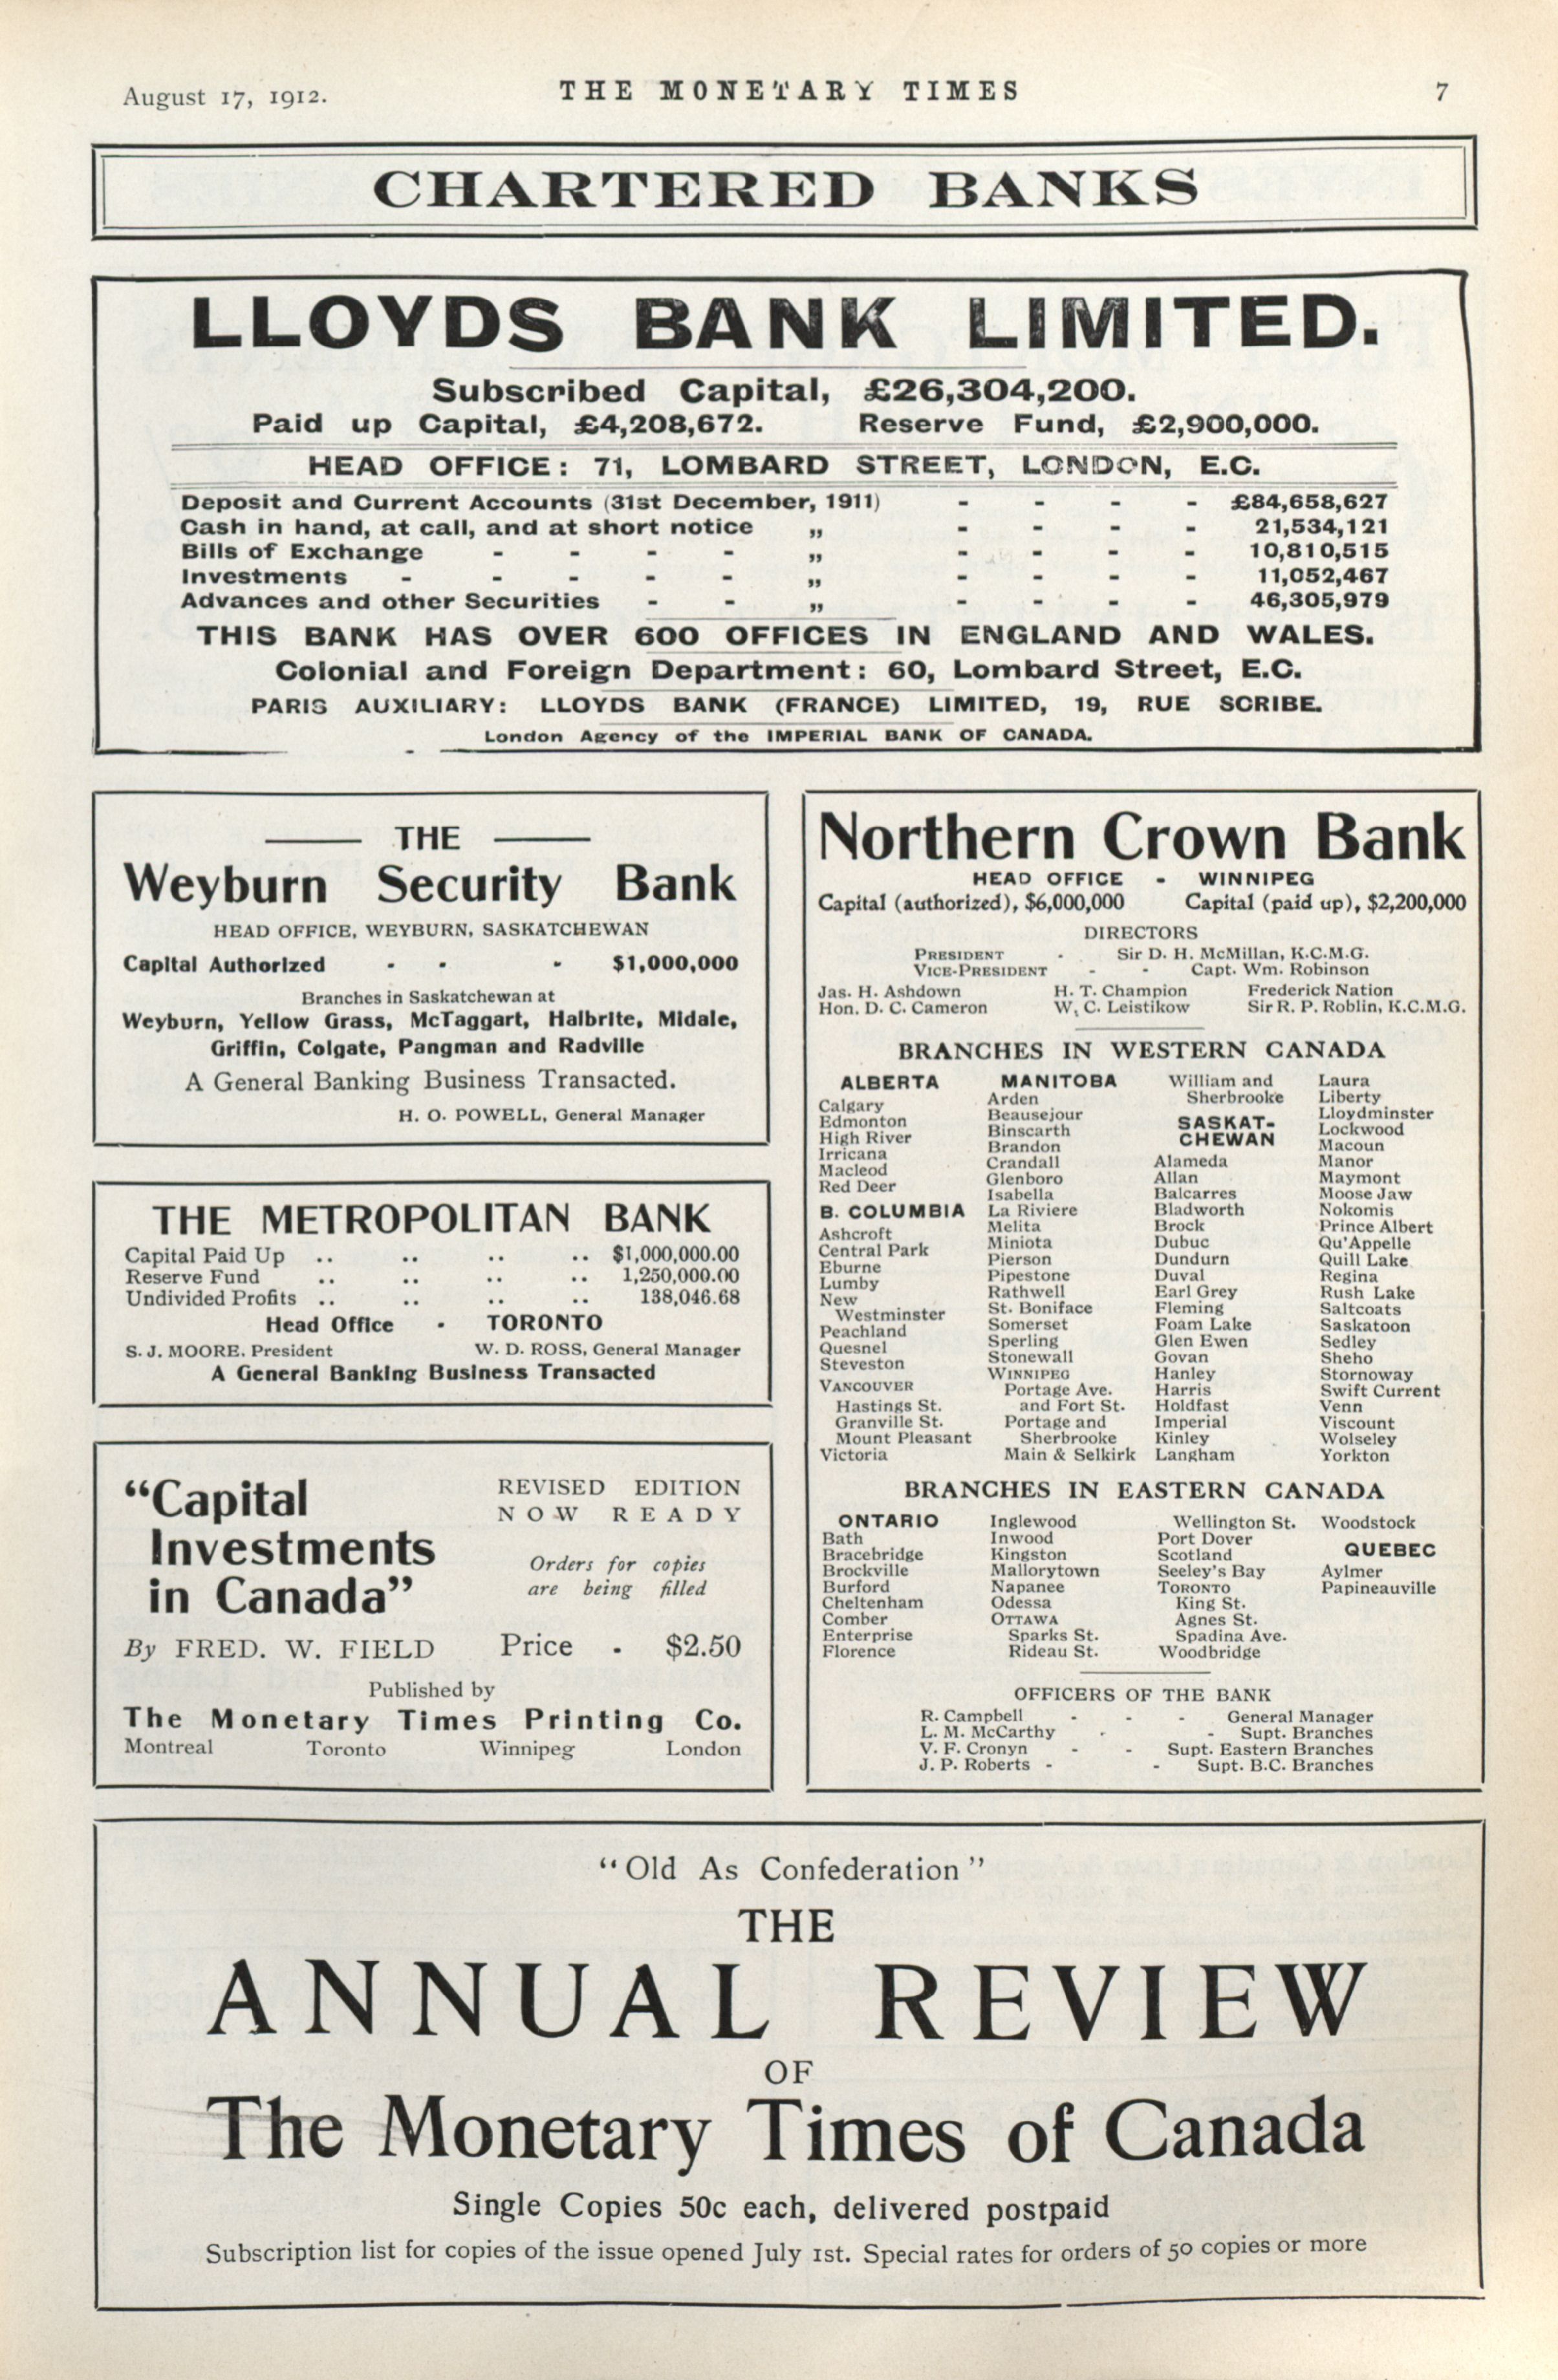 August 17, 1912.
THE MONETARY TIMES
7
CHARTERED BANKS
LLOYDS BANK LIMITED.
Subscribed Capital, £26,304,200.
Paid up Capital, £4,208,672. Reserve Fund, £2,900,000.
HEAD OFFICE: 71, LOMBARD STREET, LONDON, E.C.
Deposit and Current Accounts (31st December, 1911) - - - - £84,658,627
Cash in hand, at call, and at short notice „ - - - - 21,534,121
Bills of Exchange - - - - „ - - - - 10,810,515
Investments - - - - - „ - - - - 11,052,467
Advances and other Securities - - „ - - - - 46,305,979
THIS BANK HAS OVER 600 OFFICES IN ENGLAND AND WALES.
Colonial and Foreign Department: 60, Lombard Street, E.C.
PARIS AUXILIARY: LLOYDS BANK (FRANCE) LIMITED, 19, RUE SCRIBE.
London Agency of the IMPERIAL BANK OF CANADA.
THE
Weyburn Security Bank
HEAD OFFICE, WEYBURN, SASKATCHEWAN
Capital Authorized - - - $1,000,000
Branches in Saskatchewan at
Weyburn, Yellow Grass, McTaggart, Halbrite, Midale,
Griffin, Colgate, Pangman and Radville
A General Banking Business Transacted.
H. O. POWELL, General Manager
THE METROPOLITAN BANK
Capital Paid Up .. .. .. .. $1,000,000.00
Reserve Fund .. .. .. .. 1,250,000.00
Undivided Profits .. .. .. .. 138,046.68
Head Office - TORONTO
S. J. MOORE. President W. D. ROSS, General Manager
A General Banking Business Transacted
“Capital
Investments
in Canada”
REVISED EDITION
NOW READY
Orders for copies
are being filled
By FRED. W. FIELD Price - $2.50
Published by
The Monetary Times Printing Co.
Montreal Toronto Winnipeg London
Northern Crown Bank
HEAD OFFICE - WINNIPEG
Capital (authorized), $6,000,000 Capital (paid up), $2,200,000
DIRECTORS
PRESIDENT - Sir D. H. McMillan, K.C.M.G.
VICE-PRESIDENT - - Capt. Wm. Robinson
Jas. H. Ashdown H. T. Champion Frederick Nation
Hon. D. C. Cameron W. C. Leistikow Sir R. P. Roblin, K.C.M.G.
BRANCHES IN WESTERN CANADA
ALBERTA
Calgary
Edmonton
High River
Irricana
Macleod
Red Deer
B. COLUMBIA
Ashcroft
Central Park
Eburne
Lumby
New
Westminster
Peachland
Quesnel
Steveston
VANCOUVER
Hastings St.
Granville St.
Mount Pleasant
Victoria
MANITOBA
Arden
Beausejour
Binscarth
Brandon
Crandall
Glenboro
Isabella
La Riviere
Melita
Miniota
Pierson
Pipestone
Rathwell
St. Boniface
Somerset
Sperling
Stonewall
WINNIPEG
Portage Ave.
and Fort St.
Portage and
Sherbrooke
Main & Selkirk
William and
Sherbrooke
SASKAT-
CHEWAN
Alameda
Allan
Balcarres
Bladworth
Brock
Dubuc
Dundurn
Duval
Earl Grey
Fleming
Foam Lake
Glen Ewen
Govan
Hanley
Harris
Holdfast
Imperial
Kinley
Langham
Laura
Liberty
Lloydminster
Lockwood
Macoun
Manor
Maymont
Moose Jaw
Nokomis
Prince Albert
Qu'Appelle
Quill Lake
Regina
Rush Lake
Saltcoats
Saskatoon
Sedley
Sheho
Stornoway
Swift Current
Venn
Viscount
Wolseley
Yorkton
BRANCHES IN EASTERN CANADA
ONTARIO
Bath
Bracebridge
Brockville
Burford
Cheltenham
Comber
Enterprise
Florence
Inglewood
Inwood
Kingston
Mallorytown
Napanee
Odessa
OTTAWA
Sparks St.
Rideau St.
Wellington St.
Port Dover
Scotland
Seeley's Bay
TORONTO
King St.
Agnes St.
Spadina Ave.
Woodbridge
Woodstock
QUEBEC
Aylmer
Papineauville
OFFICERS OF THE BANK
R. Campbell - - - General Manager
L. M. McCarthy - - Supt. Branches
V. F. Cronyn - - Supt. Eastern Branches
J. P. Roberts - - Supt. B.C. Branches
“Old As Confederation”
THE
ANNUAL REVIEW
OF
The Monetary Times of Canada
Single Copies 50c each, delivered postpaid
Subscription list for copies of the issue opened July 1st. Special rates for orders of 50 copies or more